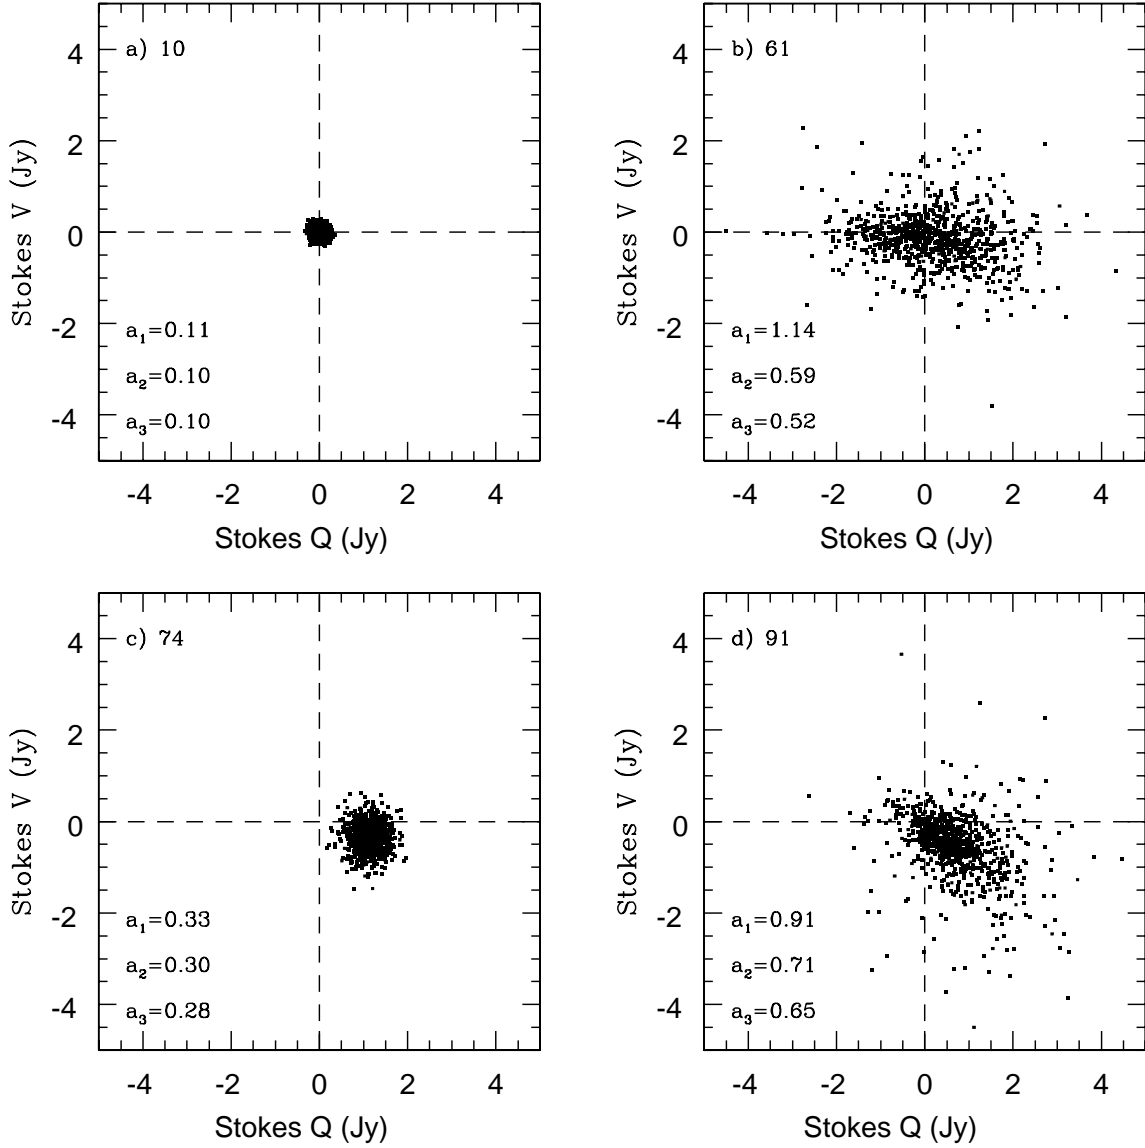 a) 10
4
2
0
-2
-4
Stokes V (Jy)
a₁=0.11
a₂=0.10
a₃=0.10
-4 -2 0 2 4
Stokes Q (Jy)
b) 61
4
2
0
-2
-4
Stokes V (Jy)
a₁=1.14
a₂=0.59
a₃=0.52
-4 -2 0 2 4
Stokes Q (Jy)
c) 74
4
2
0
-2
-4
Stokes V (Jy)
a₁=0.33
a₂=0.30
a₃=0.28
-4 -2 0 2 4
Stokes Q (Jy)
d) 91
4
2
0
-2
-4
Stokes V (Jy)
a₁=0.91
a₂=0.71
a₃=0.65
-4 -2 0 2 4
Stokes Q (Jy)